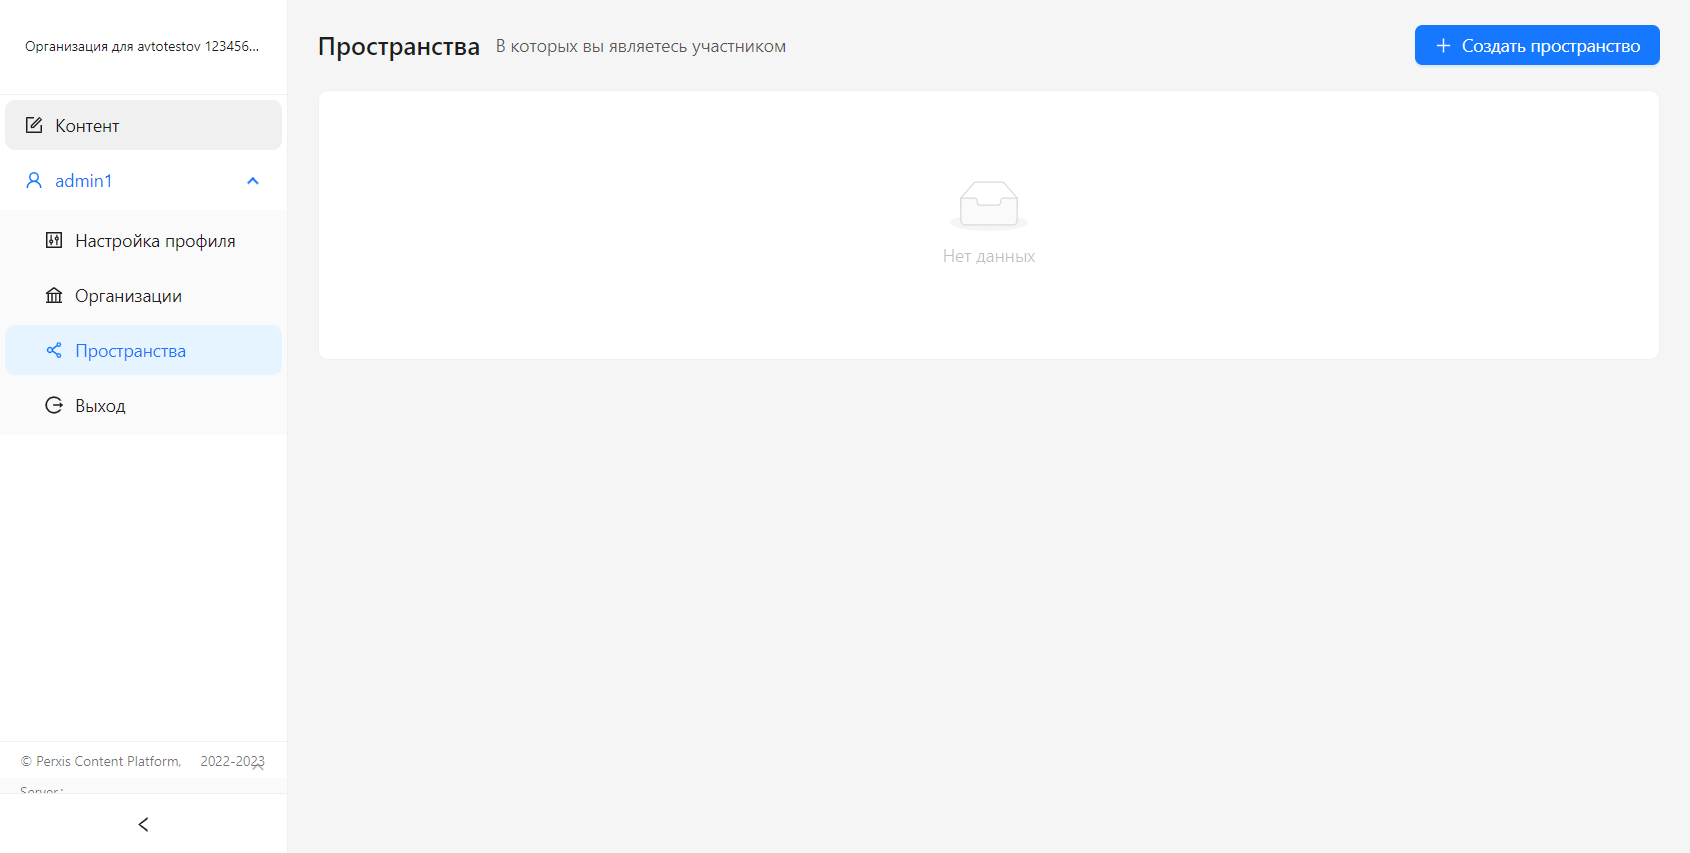 Организация для avtotestov 123456...
Контент
admin1
Настройка профиля
Организации
Пространства
Выход
© Perxis Content Platform, 2022-2023
Server:
Пространства В которых вы являетесь участником
Создать пространство
Нет данных